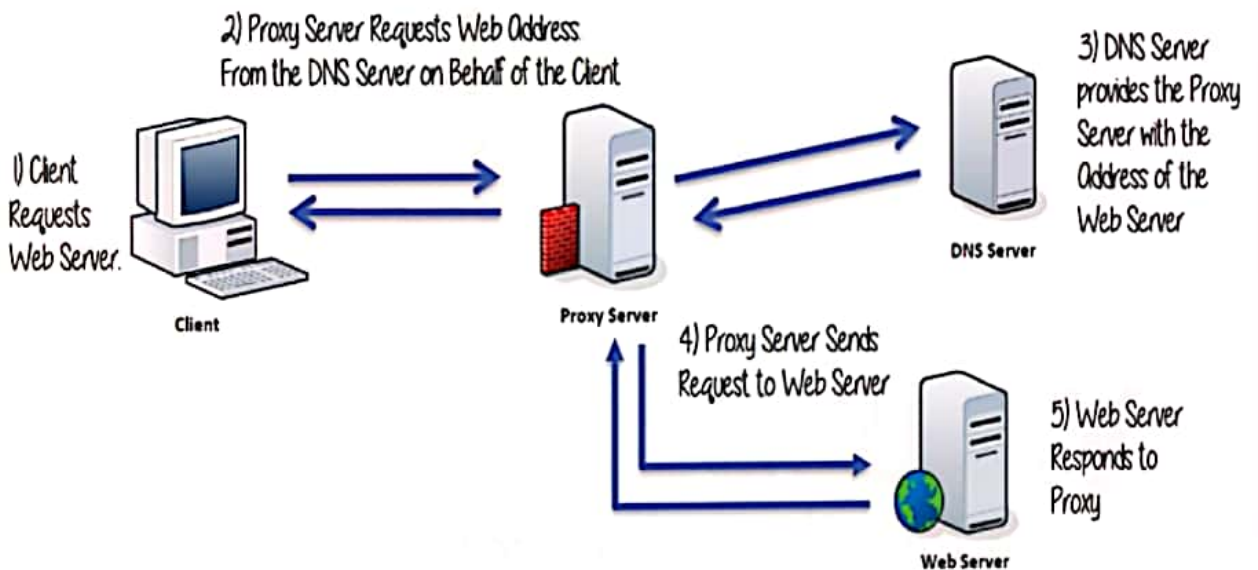 2) Proxy Server Requests Web Address
From the DNS Server on Behalf of the Client
3) DNS Server
provides the Proxy
Server with the
Address of the
Web Server
1) Client
Requests
Web Server.
DNS Server
Client
Proxy Server
4) Proxy Server Sends
Request to Web Server
5) Web Server
Responds to
Proxy
Web Server